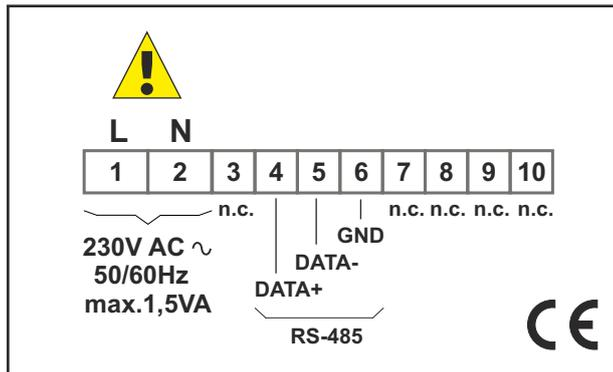 !
L N
1 2 3 4 5 6 7 8 9 10
n.c. n.c. n.c. n.c. n.c.
GND
230V AC ∿
DATA-
50/60Hz
DATA+
max.1,5VA
RS-485
CE